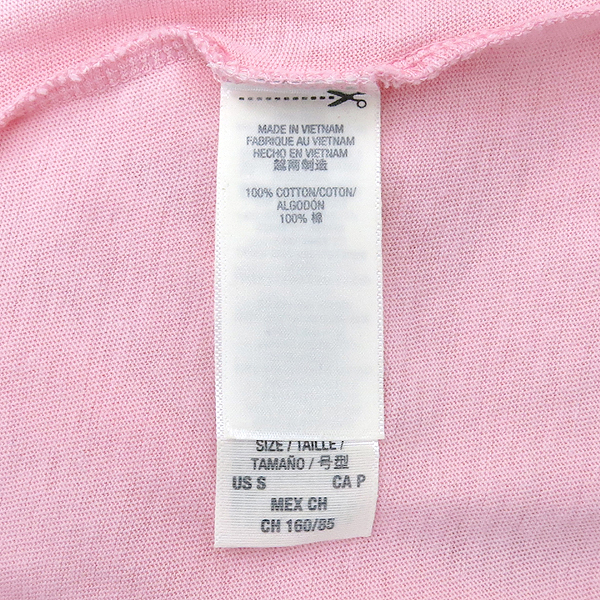 MADE IN VIETNAM
FABRIQUE AU VIETNAM
HECHO EN VIETNAM
越南制造
100% COTTON/COTON/
ALGODÓN
100% 棉
SIZE / TAILLE /
TAMAÑO / 号型
US S CA P
MEX CH
CH 160/85